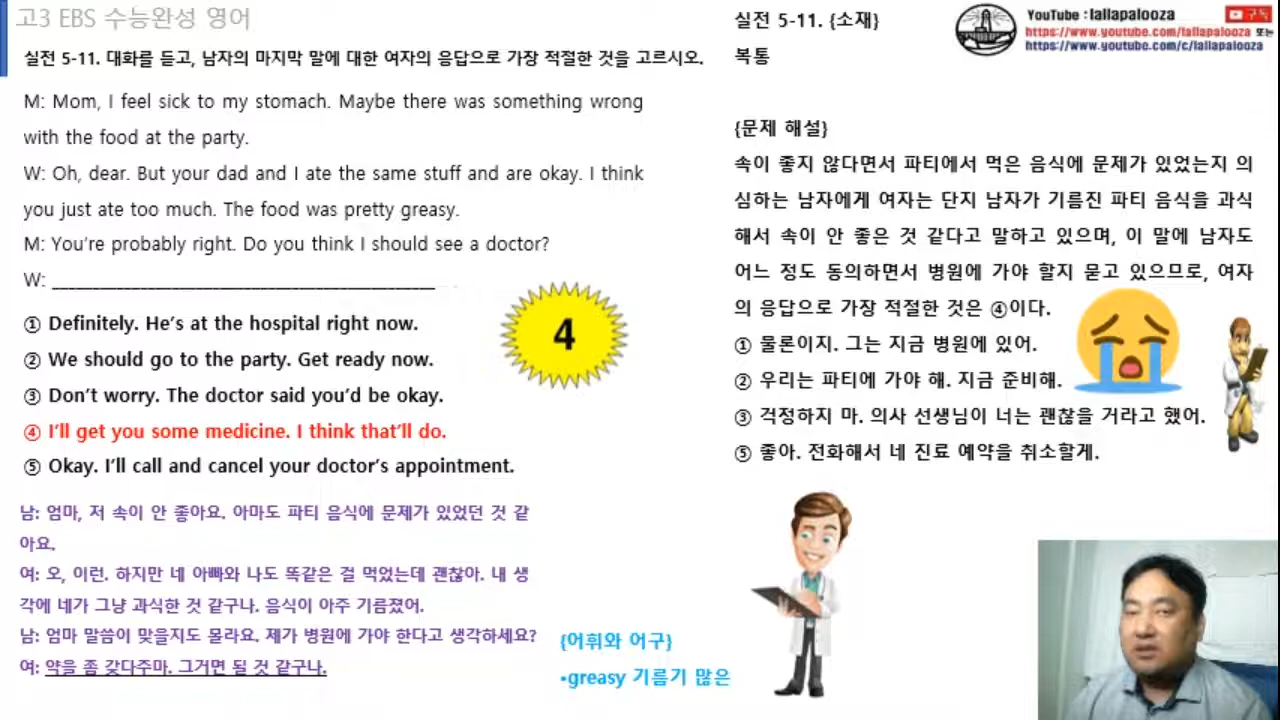 고3 EBS 수능완성 영어
실전 5-11. 대화를 듣고, 남자의 마지막 말에 대한 여자의 응답으로 가장 적절한 것을 고르시오.
M: Mom, I feel sick to my stomach. Maybe there was something wrong
with the food at the party.
W: Oh, dear. But your dad and I ate the same stuff and are okay. I think
you just ate too much. The food was pretty greasy.
M: You're probably right. Do you think I should see a doctor?
W: ____________________________________________
① Definitely. He's at the hospital right now.
② We should go to the party. Get ready now.
③ Don't worry. The doctor said you'd be okay.
④ I'll get you some medicine. I think that'll do.
⑤ Okay. I'll call and cancel your doctor's appointment.
4
남: 엄마, 저 속이 안 좋아요. 아마도 파티 음식에 문제가 있었던 것 같
아요.
여: 오, 이런. 하지만 네 아빠와 나도 똑같은 걸 먹었는데 괜찮아. 내 생
각에 네가 그냥 과식한 것 같구나. 음식이 아주 기름졌어.
남: 엄마 말씀이 맞을지도 몰라요. 제가 병원에 가야 한다고 생각하세요?
여: 약을 좀 갖다주마. 그거면 될 것 같구나.
{어휘와 어구}
•greasy 기름기 많은
실전 5-11. {소재}
복통
YouTube : lallapalooza
구독
https://www.youtube.com/lallapalooza 또는
https://www.youtube.com/c/lallapalooza
{문제 해설}
속이 좋지 않다면서 파티에서 먹은 음식에 문제가 있었는지 의
심하는 남자에게 여자는 단지 남자가 기름진 파티 음식을 과식
해서 속이 안 좋은 것 같다고 말하고 있으며, 이 말에 남자도
어느 정도 동의하면서 병원에 가야 할지 묻고 있으므로, 여자
의 응답으로 가장 적절한 것은 ④이다.
① 물론이지. 그는 지금 병원에 있어.
② 우리는 파티에 가야 해. 지금 준비해.
③ 걱정하지 마. 의사 선생님이 너는 괜찮을 거라고 했어.
⑤ 좋아. 전화해서 네 진료 예약을 취소할게.